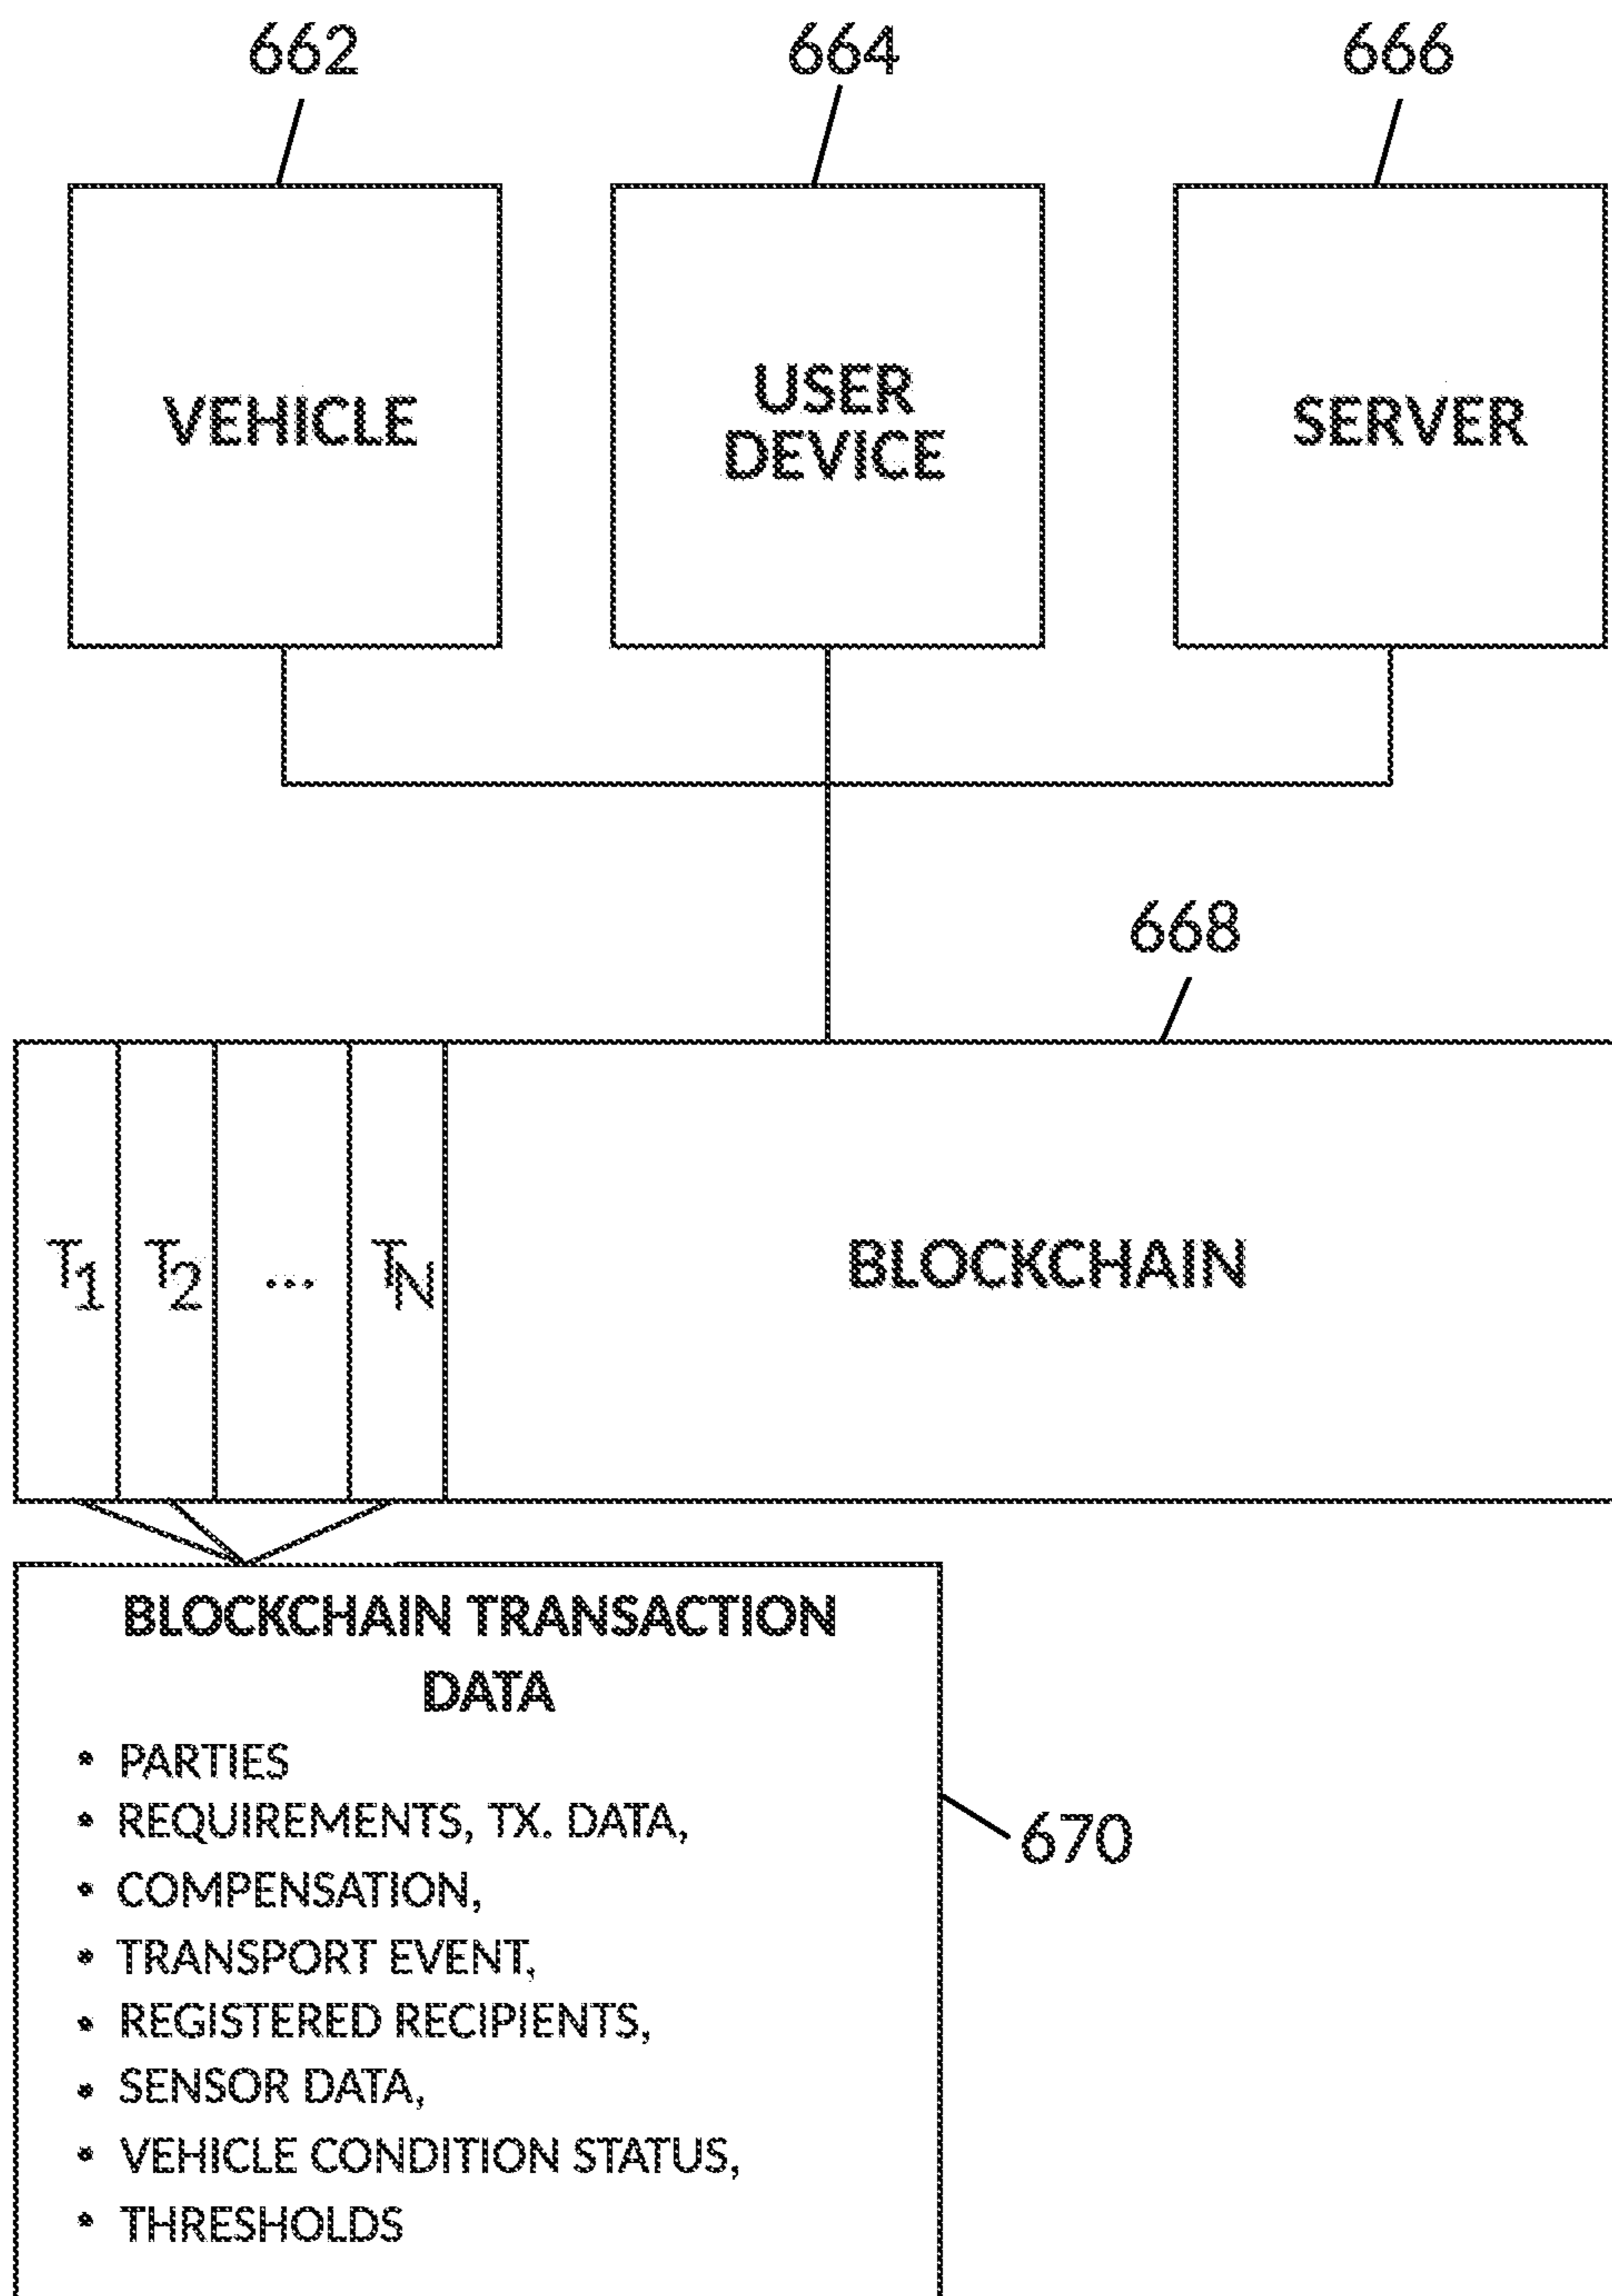 662
664
666
VEHICLE
USER
DEVICE
SERVER
668
T1
T2
...
TN
BLOCKCHAIN
BLOCKCHAIN TRANSACTION
DATA
• PARTIES
• REQUIREMENTS, TX. DATA,
• COMPENSATION,
• TRANSPORT EVENT,
• REGISTERED RECIPIENTS,
• SENSOR DATA,
• VEHICLE CONDITION STATUS,
• THRESHOLDS
670